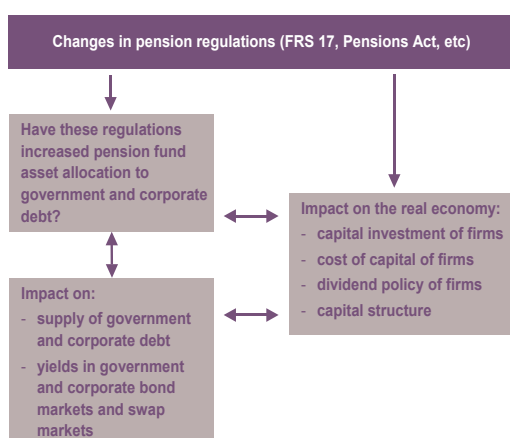 Changes in pension regulations (FRS 17, Pensions Act, etc)
Have these regulations
increased pension fund
asset allocation to
government and corporate
debt?
Impact on the real economy:
- capital investment of firms
- cost of capital of firms
- dividend policy of firms
- capital structure
Impact on:
- supply of government
and corporate debt
- yields in government
and corporate bond
markets and swap
markets